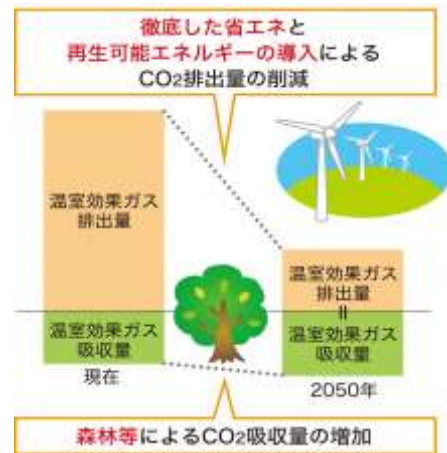 徹底した省エネと
再生可能エネルギーの導入による
CO2排出量の削減
温室効果ガス
排出量
温室効果ガス
吸収量
現在
温室効果ガス
排出量
=
温室効果ガス
吸収量
2050年
森林等によるCO2吸収量の増加